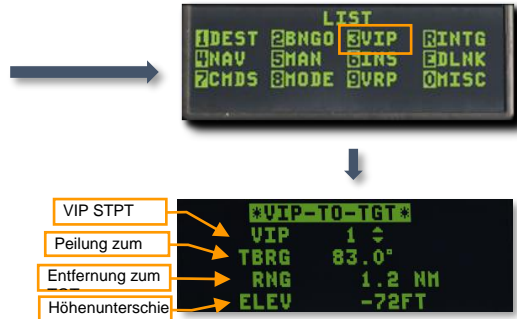 LIST
1DEST 2BNGO 3VIP RINTG
4NAV 5MAN 6INS EDLNK
7CMDS 8MODE 9VRP 0MISC
VIP STPT
Peilung zum
Entfernung zum
Höhenunterschie
*VIP-TO-TGT*
VIP 1
TBRG 83.0°
RNG 1.2 NM
ELEV -72FT